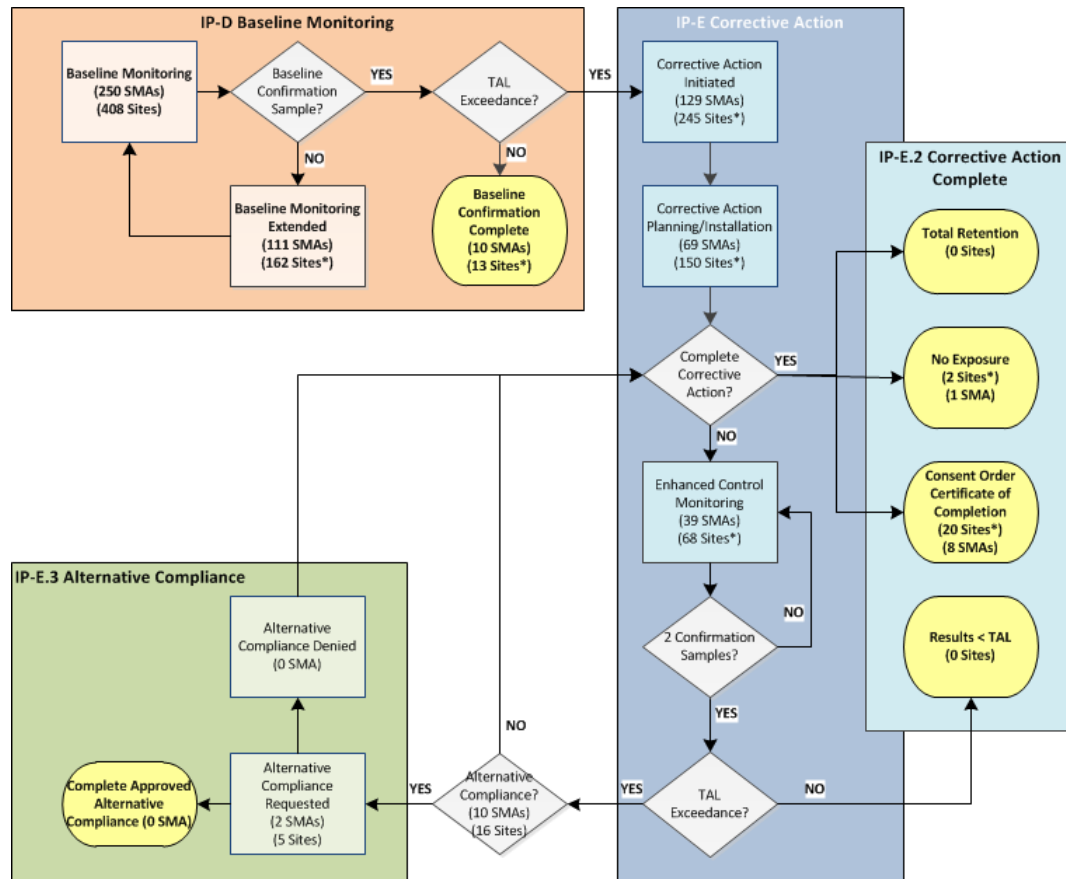 IP-D Baseline Monitoring
Baseline Monitoring
(250 SMAs)
(408 Sites)
Baseline
Confirmation
Sample?
YES
TAL
Exceedance?
YES
NO
NO
Baseline Monitoring
Extended
(111 SMAs)
(162 Sites*)
Baseline
Confirmation
Complete
(10 SMAs)
(13 Sites*)
IP-E Corrective Action
Corrective Action
Initiated
(129 SMAs)
(245 Sites*)
Corrective Action
Planning/Installation
(69 SMAs)
(150 Sites*)
Complete
Corrective
Action?
YES
NO
Enhanced Control
Monitoring
(39 SMAs)
(68 Sites*)
2 Confirmation
Samples?
NO
YES
TAL
Exceedance?
YES
NO
IP-E.2 Corrective Action
Complete
Total Retention
(0 Sites)
No Exposure
(2 Sites*)
(1 SMA)
Consent Order
Certificate of
Completion
(20 Sites*)
(8 SMAs)
Results < TAL
(0 Sites)
IP-E.3 Alternative Compliance
Alternative
Compliance Denied
(0 SMA)
NO
Complete Approved
Alternative
Compliance (0 SMA)
Alternative
Compliance
Requested
(2 SMAs)
(5 Sites)
YES
Alternative
Compliance?
(10 SMAs)
(16 Sites)